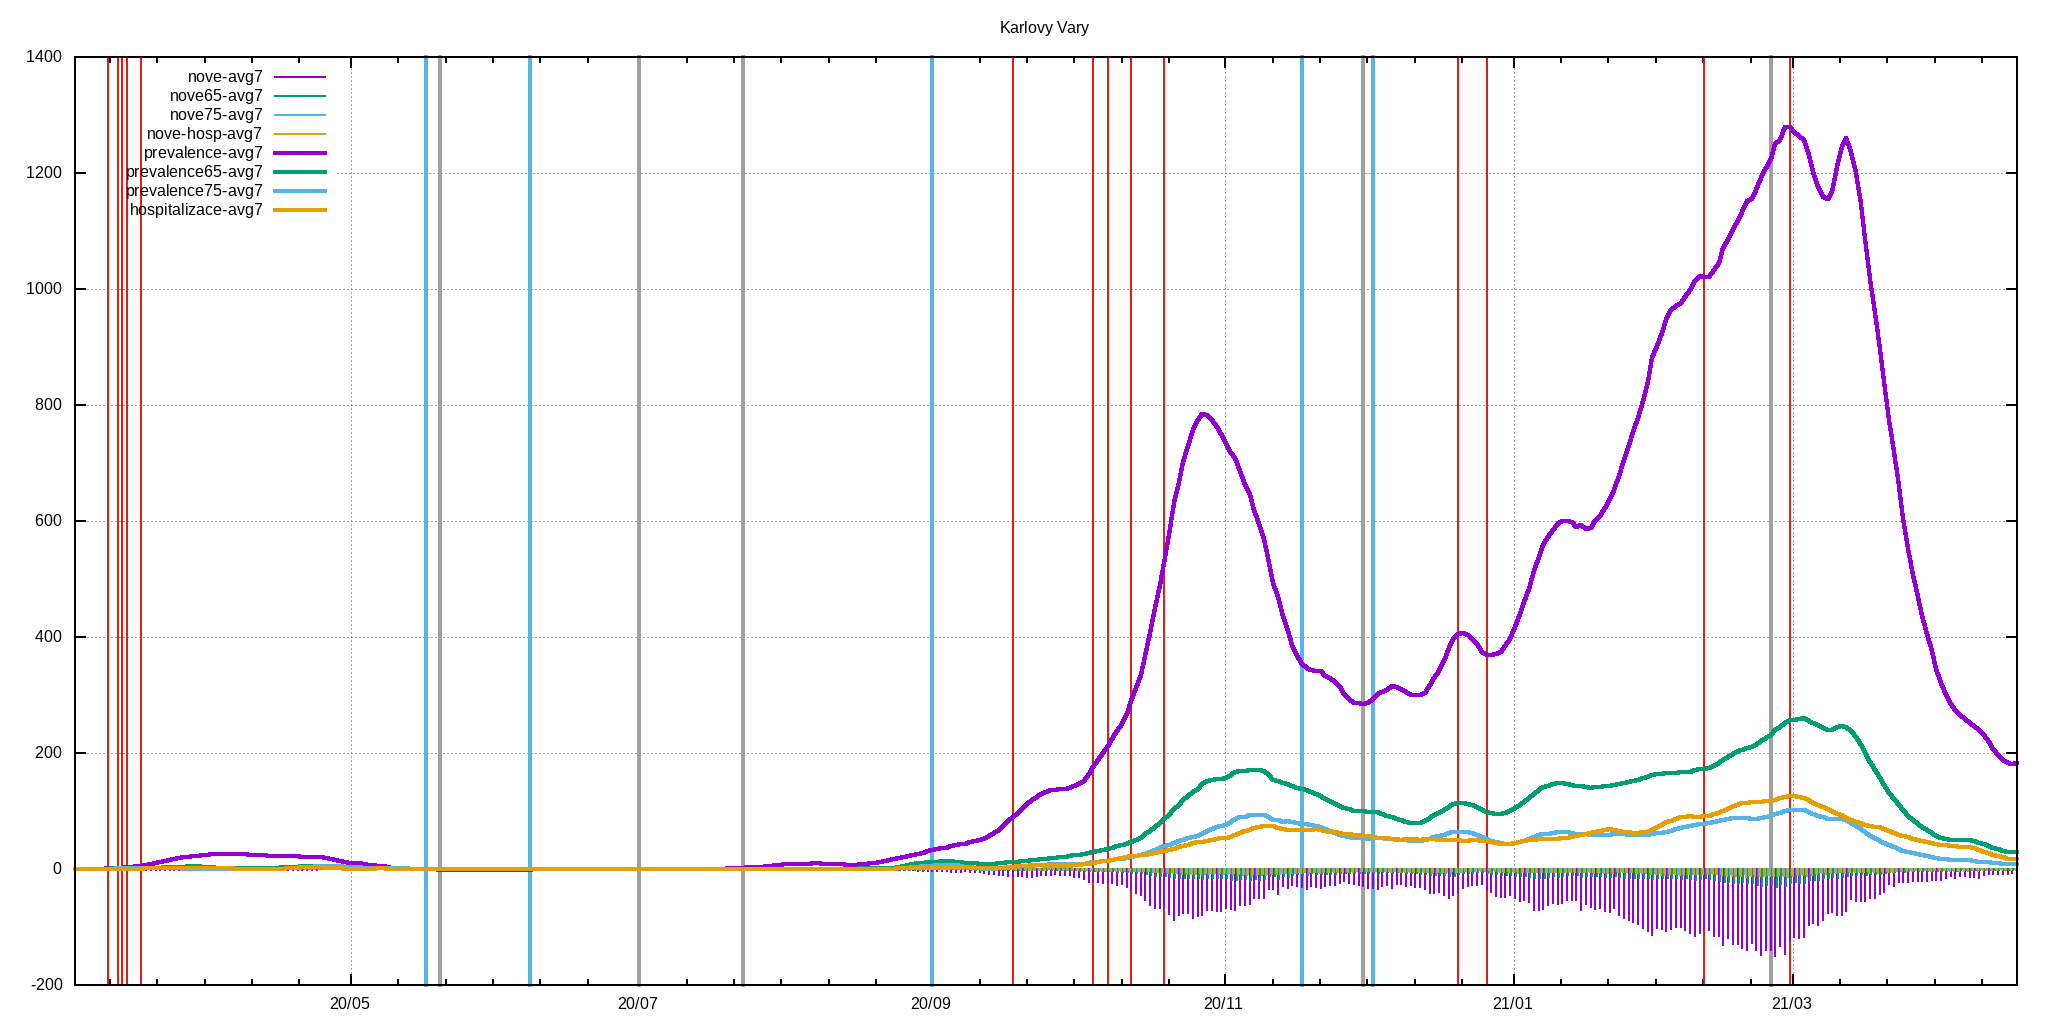 Karlovy Vary
1400
1200
1000
800
600
400
200
0
-200
nove-avg7
nove65-avg7
nove75-avg7
nove-hosp-avg7
prevalence-avg7
prevalence65-avg7
prevalence75-avg7
hospitalizace-avg7
20/05
20/07
20/09
20/11
21/01
21/03